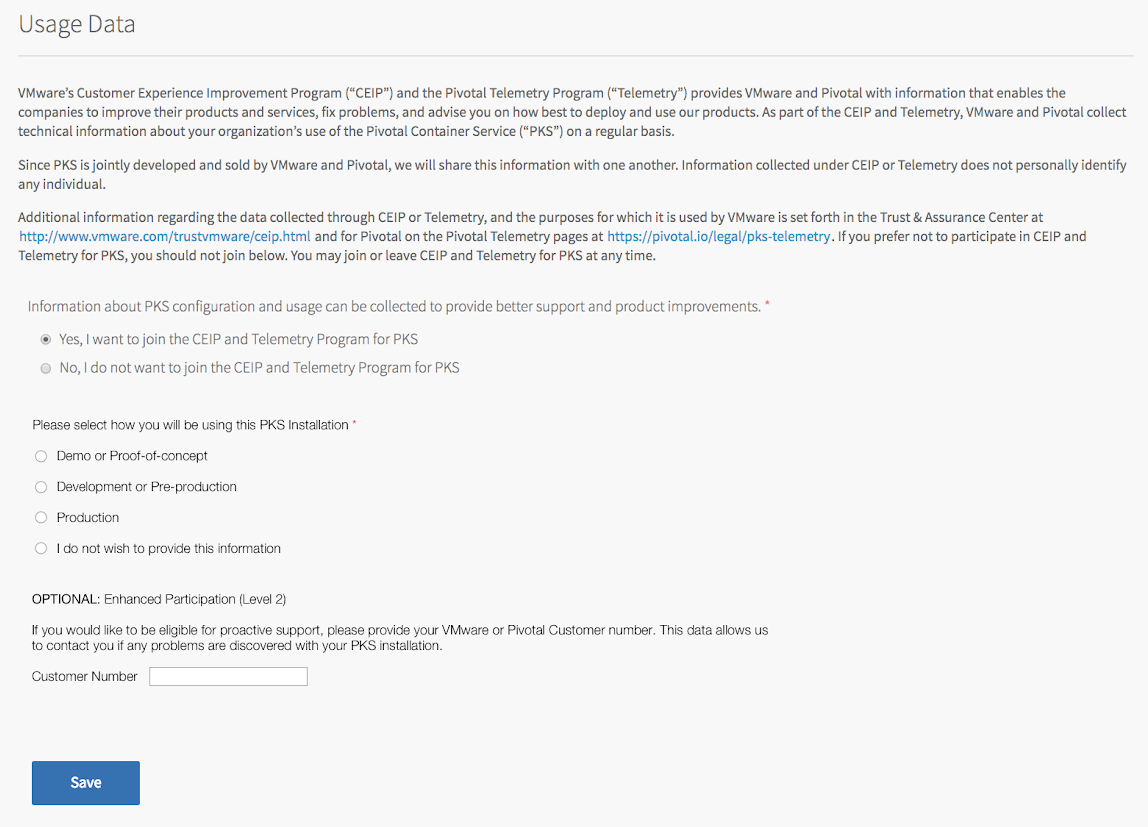 Usage Data
VMware's Customer Experience Improvement Program (“CEIP”) and the Pivotal Telemetry Program (“Telemetry”) provides VMware and Pivotal with information that enables the
companies to improve their products and services, fix problems, and advise you on how best to deploy and use our products. As part of the CEIP and Telemetry, VMware and Pivotal collect
technical information about your organization's use of the Pivotal Container Service (“PKS”) on a regular basis.
Since PKS is jointly developed and sold by VMware and Pivotal, we will share this information with one another. Information collected under CEIP or Telemetry does not personally identify
any individual.
Additional information regarding the data collected through CEIP or Telemetry, and the purposes for which it is used by VMware is set forth in the Trust & Assurance Center at
http://www.vmware.com/trustvmware/ceip.html and for Pivotal on the Pivotal Telemetry pages at https://pivotal.io/legal/pks-telemetry. If you prefer not to participate in CEIP and
Telemetry for PKS, you should not join below. You may join or leave CEIP and Telemetry for PKS at any time.
Information about PKS configuration and usage can be collected to provide better support and product improvements. *
Yes, I want to join the CEIP and Telemetry Program for PKS
No, I do not want to join the CEIP and Telemetry Program for PKS
Please select how you will be using this PKS Installation *
Demo or Proof-of-concept
Development or Pre-production
Production
I do not wish to provide this information
OPTIONAL: Enhanced Participation (Level 2)
If you would like to be eligible for proactive support, please provide your VMware or Pivotal Customer number. This data allows us
to contact you if any problems are discovered with your PKS installation.
Customer Number
Save